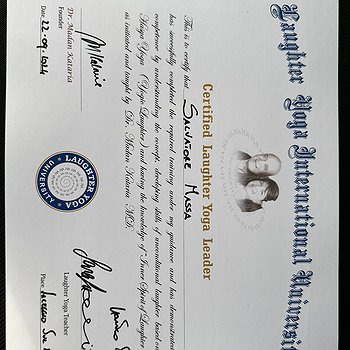 Laughter Yoga International Universit
Certified Laughter Yoga Leader
This is to certify that SALVATORE MASSA
has successfully completed the required training under my guidance and has demonstrated
competence by understanding the concept, developing skills of unconditional laughter based on
Hasya Yoga (Yogic Laughter) and having the knowledge of Inner Spirit of Laughter
as initiated and taught by Dr. Madan Kataria MD.
LAUGHTER YOGA
UNIVERSITY
Dr. Madan Kataria
Founder
Laughter Yoga Teacher
Date: 22.09.2024
Place: